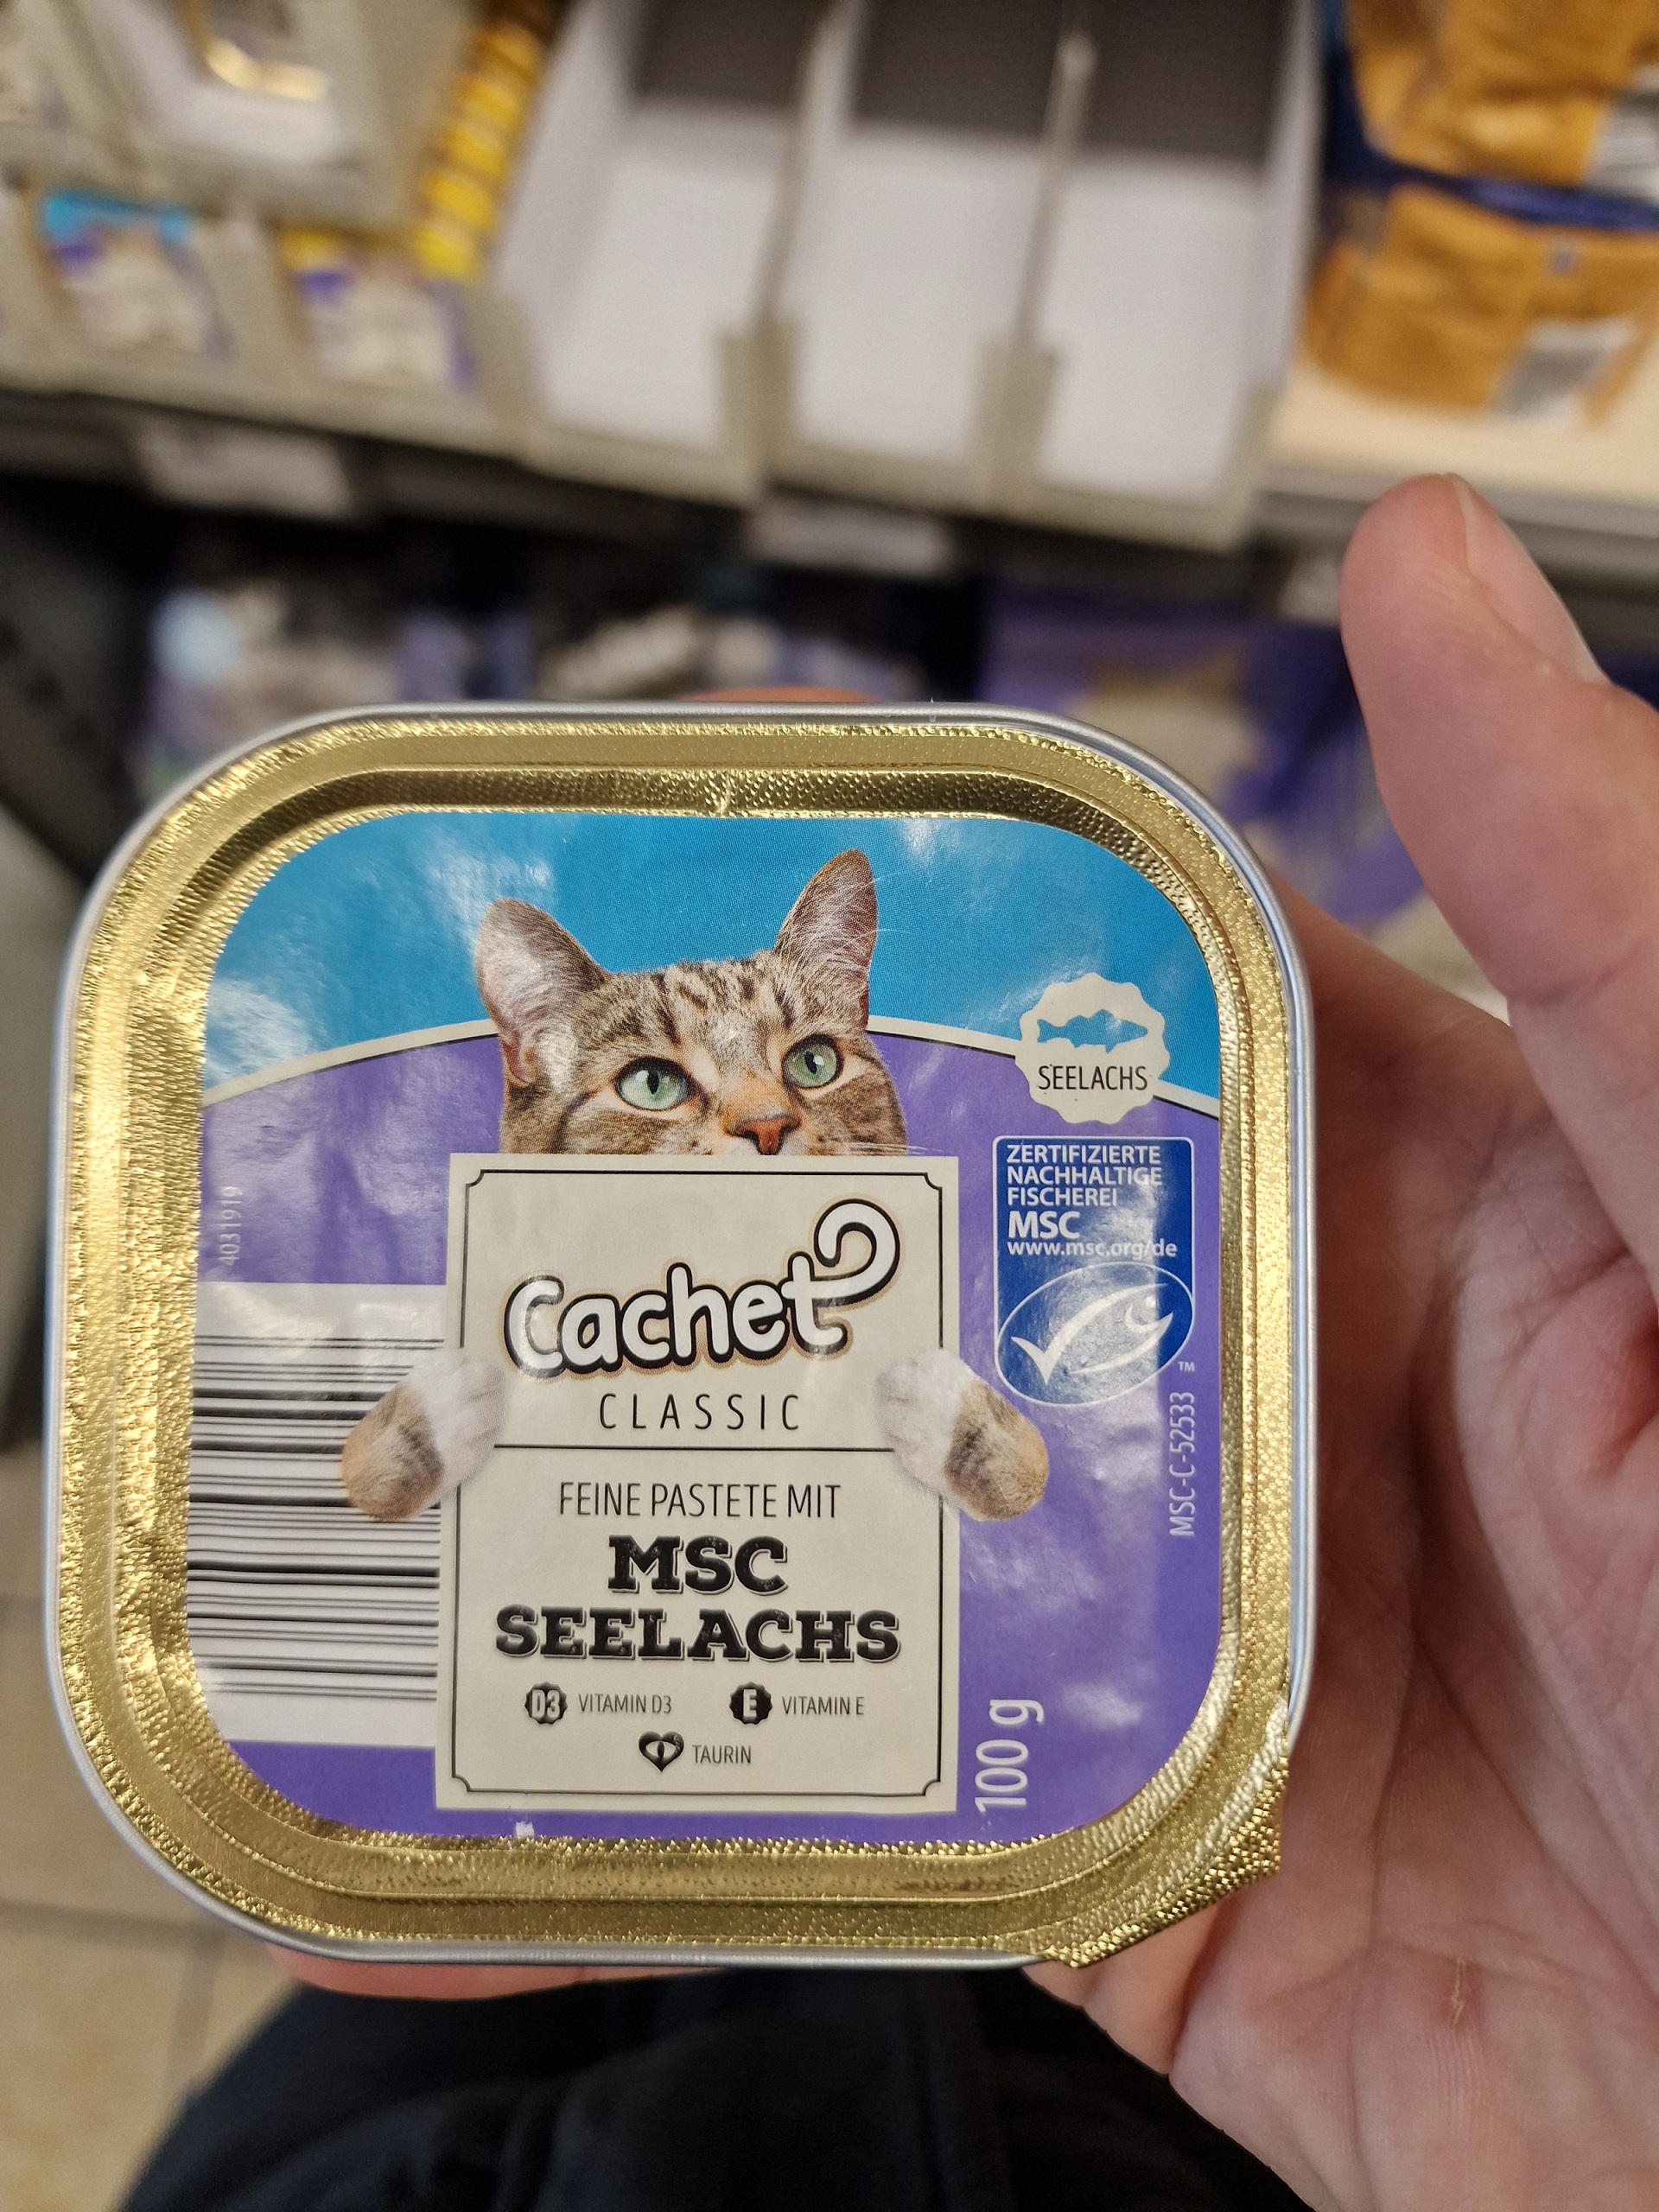 SEELACHS
ZERTIFIZIERTE
NACHHALTIGE
FISCHEREI
MSC
www.msc.org/de
TM
MSC-C-52533
4031919
Cachet
CLASSIC
FEINE PASTETE MIT
MSC
SEELACHS
D3 VITAMIN D3 E VITAMIN E
TAURIN
100 g